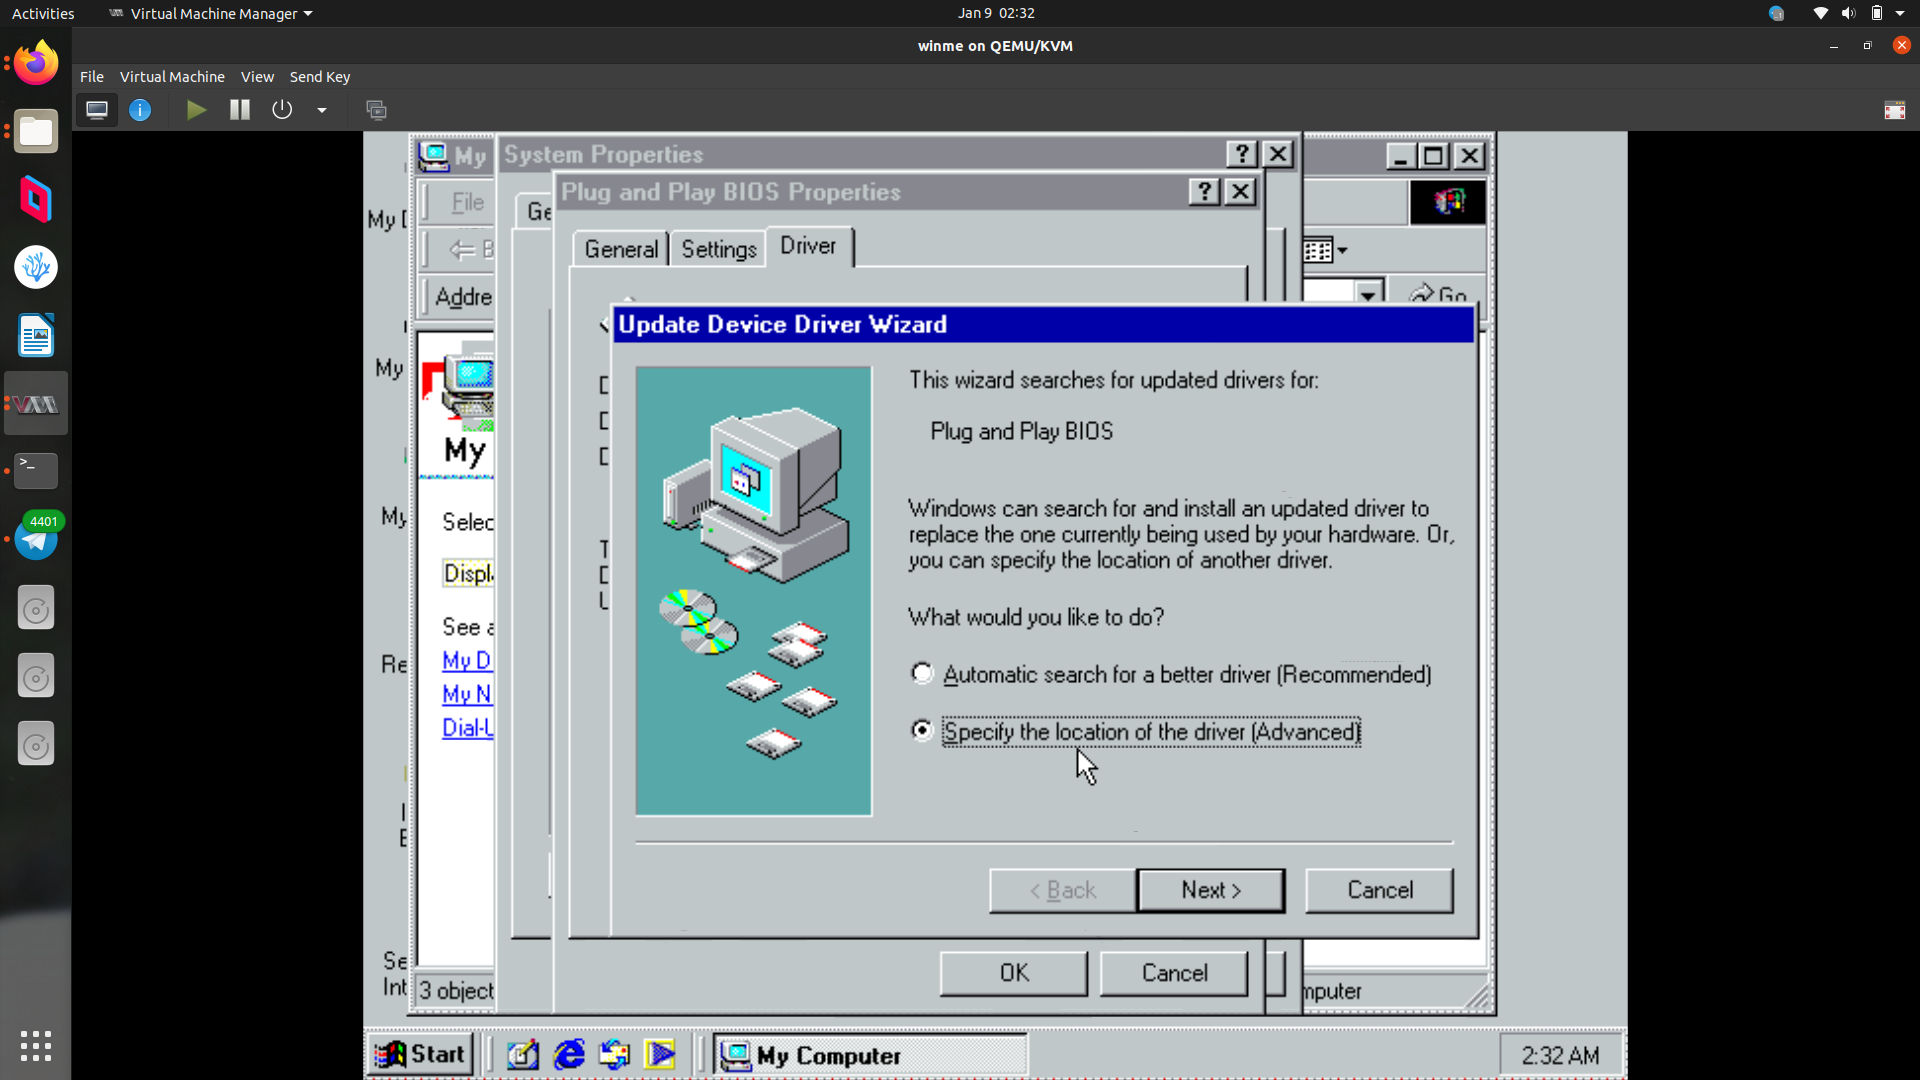 Activities
Virtual Machine Manager
Jan 9 02:32
winme on QEMU/KVM
File
Virtual Machine
View
Send Key
My
System Properties
?
File
Plug and Play BIOS Properties
?
My
Ge
General
Settings
Driver
Addre
Go
Update Device Driver Wizard
My
This wizard searches for updated drivers for:
Plug and Play BIOS
My
4401
My
Selec
Windows can search for and install an updated driver to
replace the one currently being used by your hardware. Or,
you can specify the location of another driver.
Displ
What would you like to do?
See a
My D
Re
Automatic search for a better driver (Recommended)
My N
Dial-U
Specify the location of the driver (Advanced)
< Back
Next >
Cancel
Se
OK
Cancel
Int
3 object
mputer
Start
My Computer
2:32 AM